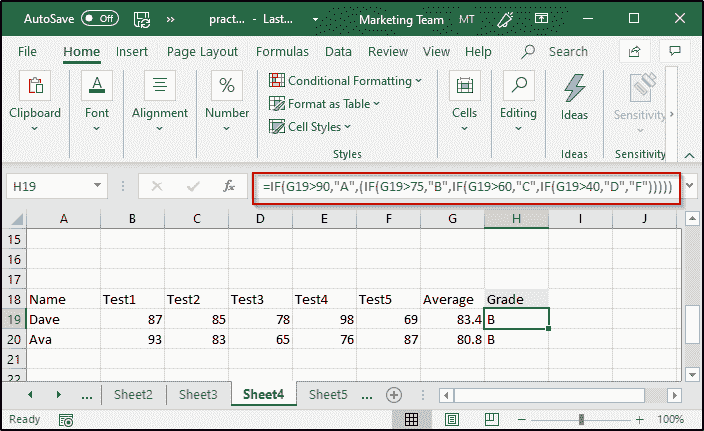 AutoSave Off pract... - Last... Marketing Team MT
File Home Insert Page Layout Formulas Data Review View Help Search
Clipboard Font Alignment Number Conditional Formatting Format as Table Cell Styles Cells Editing Ideas Sensitivity
Styles Ideas Sensitivity
H19 fx =IF(G19>90,"A",(IF(G19>75,"B",IF(G19>60,"C",IF(G19>40,"D","F")))))
A B C D E F G H I J
15
16
17
18 Name Test1 Test2 Test3 Test4 Test5 Average Grade
19 Dave 87 85 78 98 69 83.4 B
20 Ava 93 83 65 76 87 80.8 B
21
22
... Sheet2 Sheet3 Sheet4 Sheet5 ...
Ready 100%